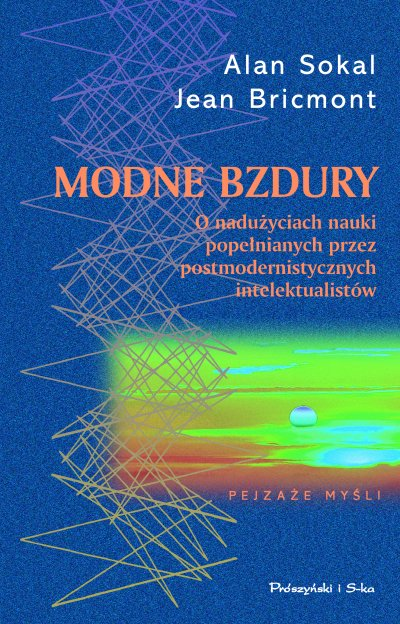 Alan Sokal
Jean Bricmont
MODNE BZDURY
O nadużyciach nauki
popełnianych przez
postmodernistycznych
intelektualistów
PEJZAŻE MYŚLI
Prószyński i S-ka